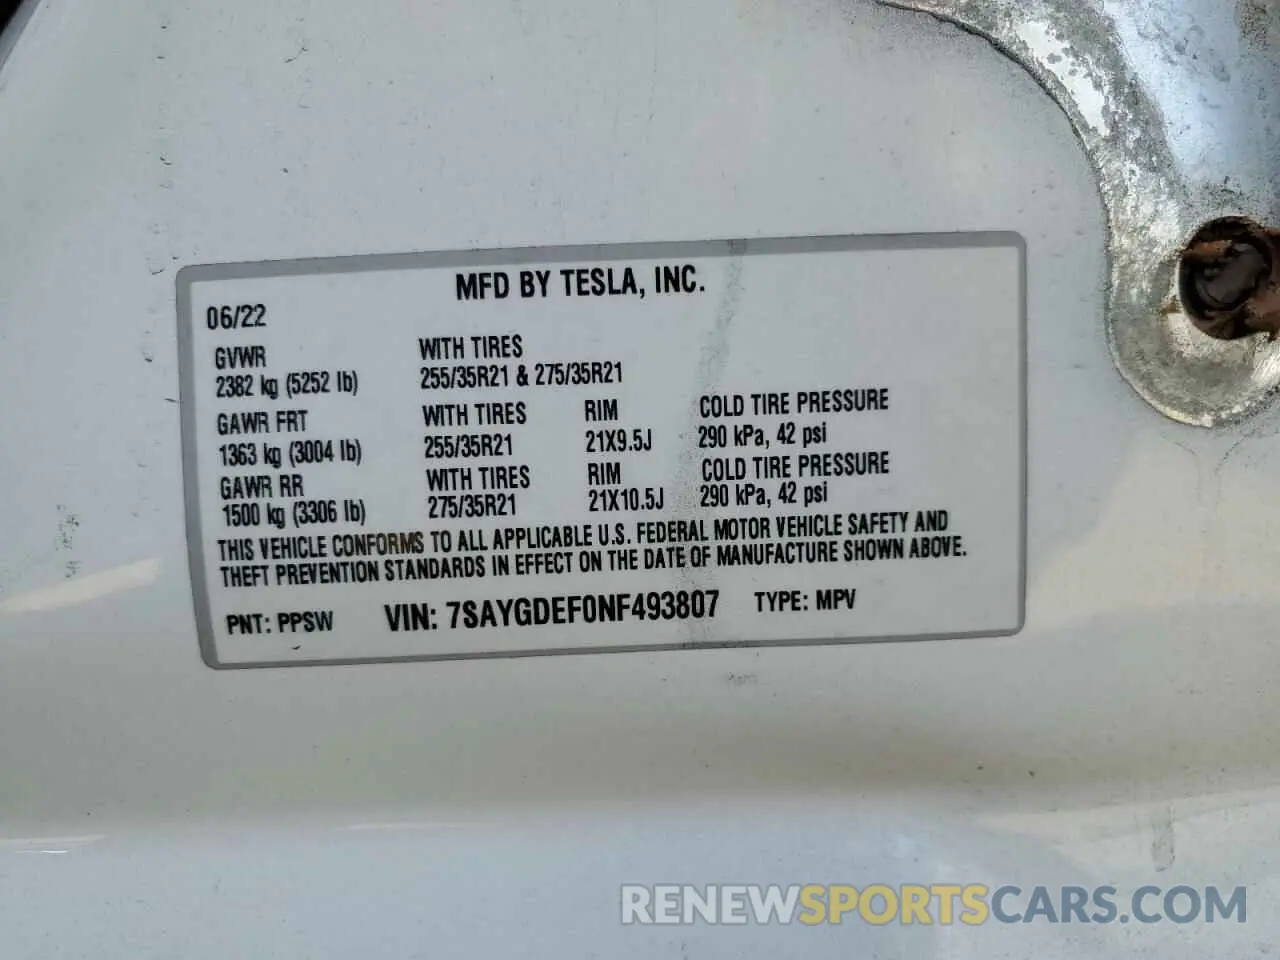 MFD BY TESLA, INC.
06/22
GVWR WITH TIRES
2382 kg (5252 lb) 255/35R21 & 275/35R21
GAWR FRT WITH TIRES RIM COLD TIRE PRESSURE
1363 kg (3004 lb) 255/35R21 21X9.5J 290 kPa, 42 psi
GAWR RR WITH TIRES RIM COLD TIRE PRESSURE
1500 kg (3306 lb) 275/35R21 21X10.5J 290 kPa, 42 psi
THIS VEHICLE CONFORMS TO ALL APPLICABLE U.S. FEDERAL MOTOR VEHICLE SAFETY AND
THEFT PREVENTION STANDARDS IN EFFECT ON THE DATE OF MANUFACTURE SHOWN ABOVE.
PNT: PPSW VIN: 7SAYGDEF0NF493807 TYPE: MPV
RENEWSPORTSCARS.COM